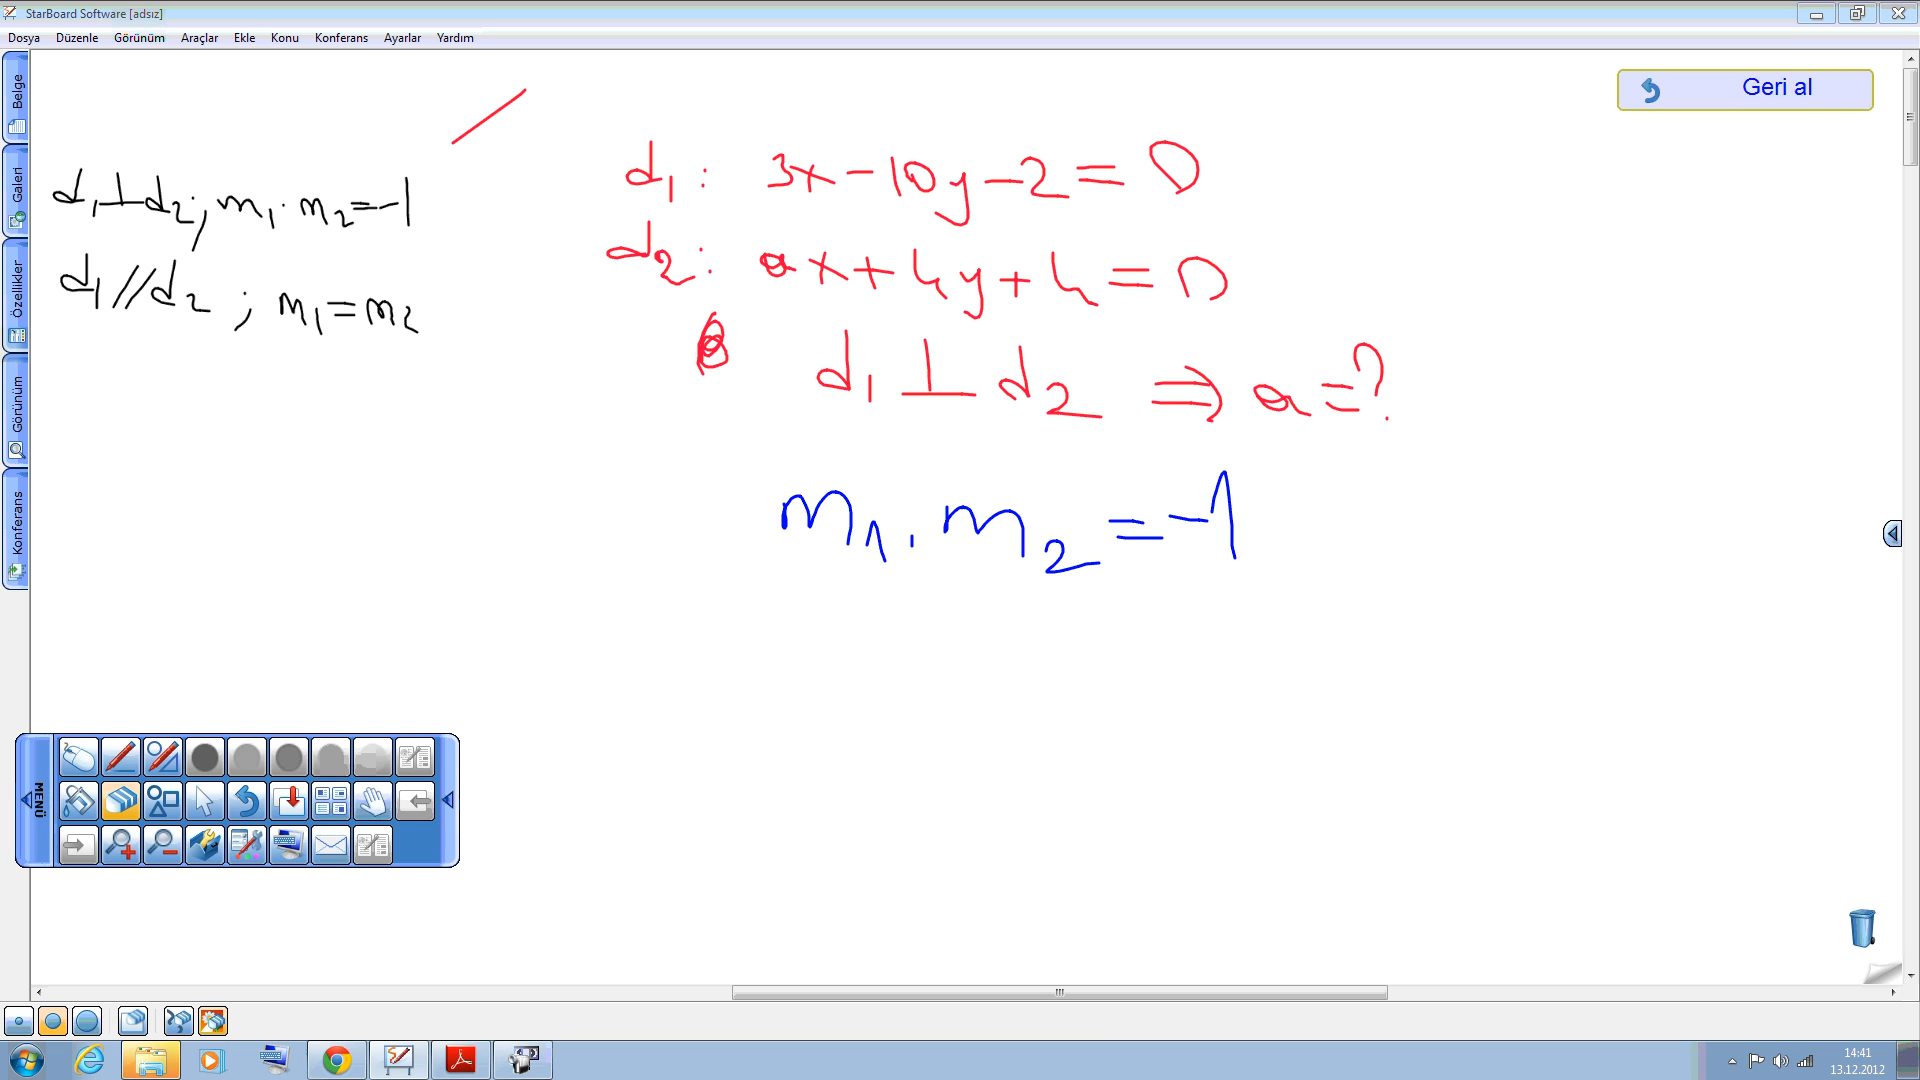 StarBoard Software [adsız]
Dosya Düzenle Görünüm Araçlar Ekle Konu Konferans Ayarlar Yardım
Belge
Galeri
Özellikler
Görünüm
Konferans
Geri al
d1 ⊥ d2; m1 · m2 = -1
d1 // d2 ; m1 = m2
d1 : 3x - 10y - 2 = 0
d2 : ax + 4y + 4 = 0
d1 ⊥ d2 ⇒ a = ?
m1 . m2 = -1
MENÜ
14:41
13.12.2012